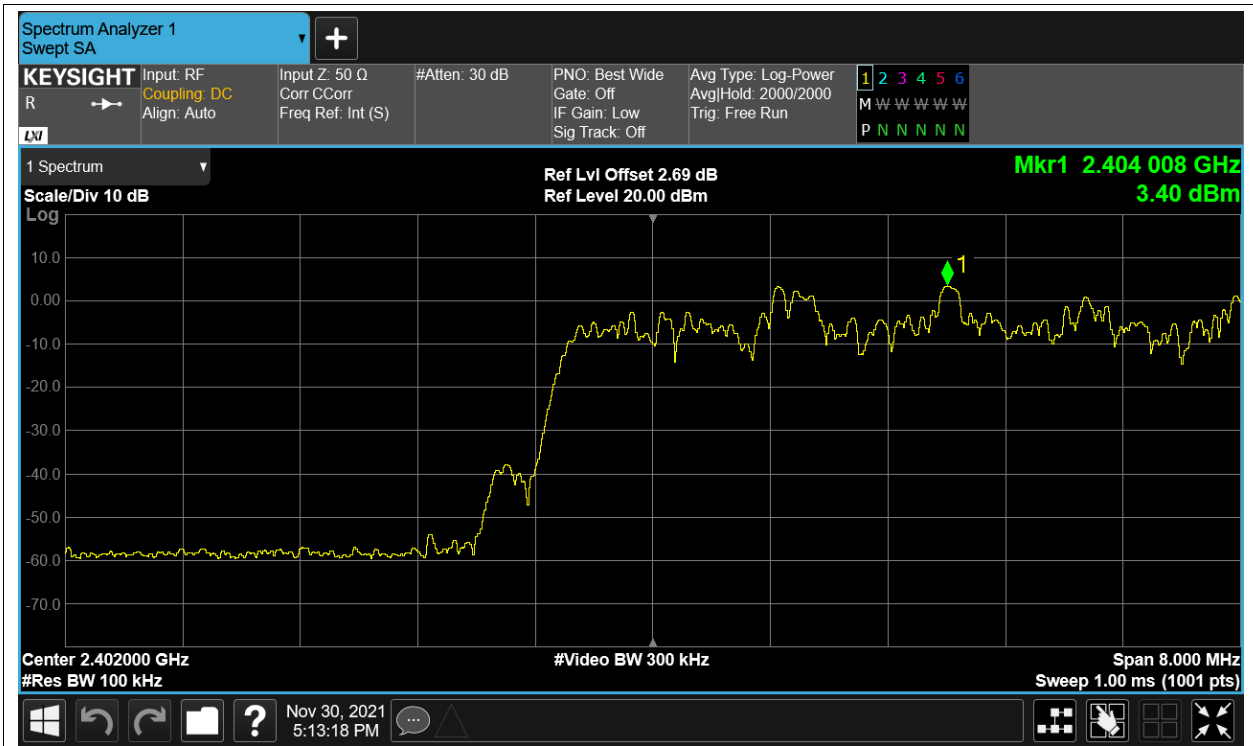 Spectrum Analyzer 1
Swept SA
KEYSIGHT
R
LXI
Input: RF
Coupling: DC
Align: Auto
Input Z: 50 Ω
Corr CCorr
Freq Ref: Int (S)
#Atten: 30 dB
PNO: Best Wide
Gate: Off
IF Gain: Low
Sig Track: Off
Avg Type: Log-Power
Avg|Hold: 2000/2000
Trig: Free Run
1 2 3 4 5 6
M W W W W W
P N N N N N
1 Spectrum
Scale/Div 10 dB
Log
Ref Lvl Offset 2.69 dB
Ref Level 20.00 dBm
Mkr1 2.404 008 GHz
3.40 dBm
10.0
0.00
-10.0
-20.0
-30.0
-40.0
-50.0
-60.0
-70.0
1
Center 2.402000 GHz
#Res BW 100 kHz
#Video BW 300 kHz
Span 8.000 MHz
Sweep 1.00 ms (1001 pts)
?
Nov 30, 2021
5:13:18 PM